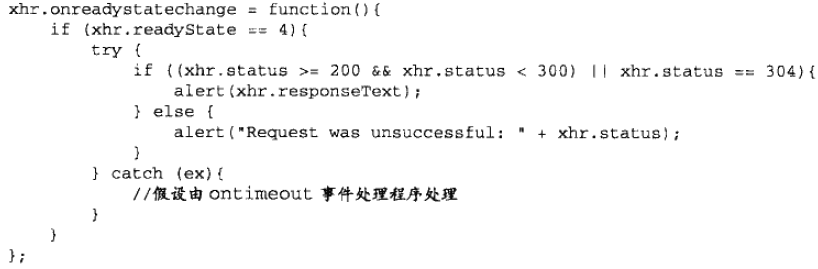 xhr.onreadystatechange = function(){
    if (xhr.readyState == 4){
        try {
            if ((xhr.status >= 200 && xhr.status < 300) || xhr.status == 304){
                alert(xhr.responseText);
            } else {
                alert("Request was unsuccessful: " + xhr.status);
            }
        } catch (ex){
            //假设由 ontimeout 事件处理程序处理
        }
    }
};